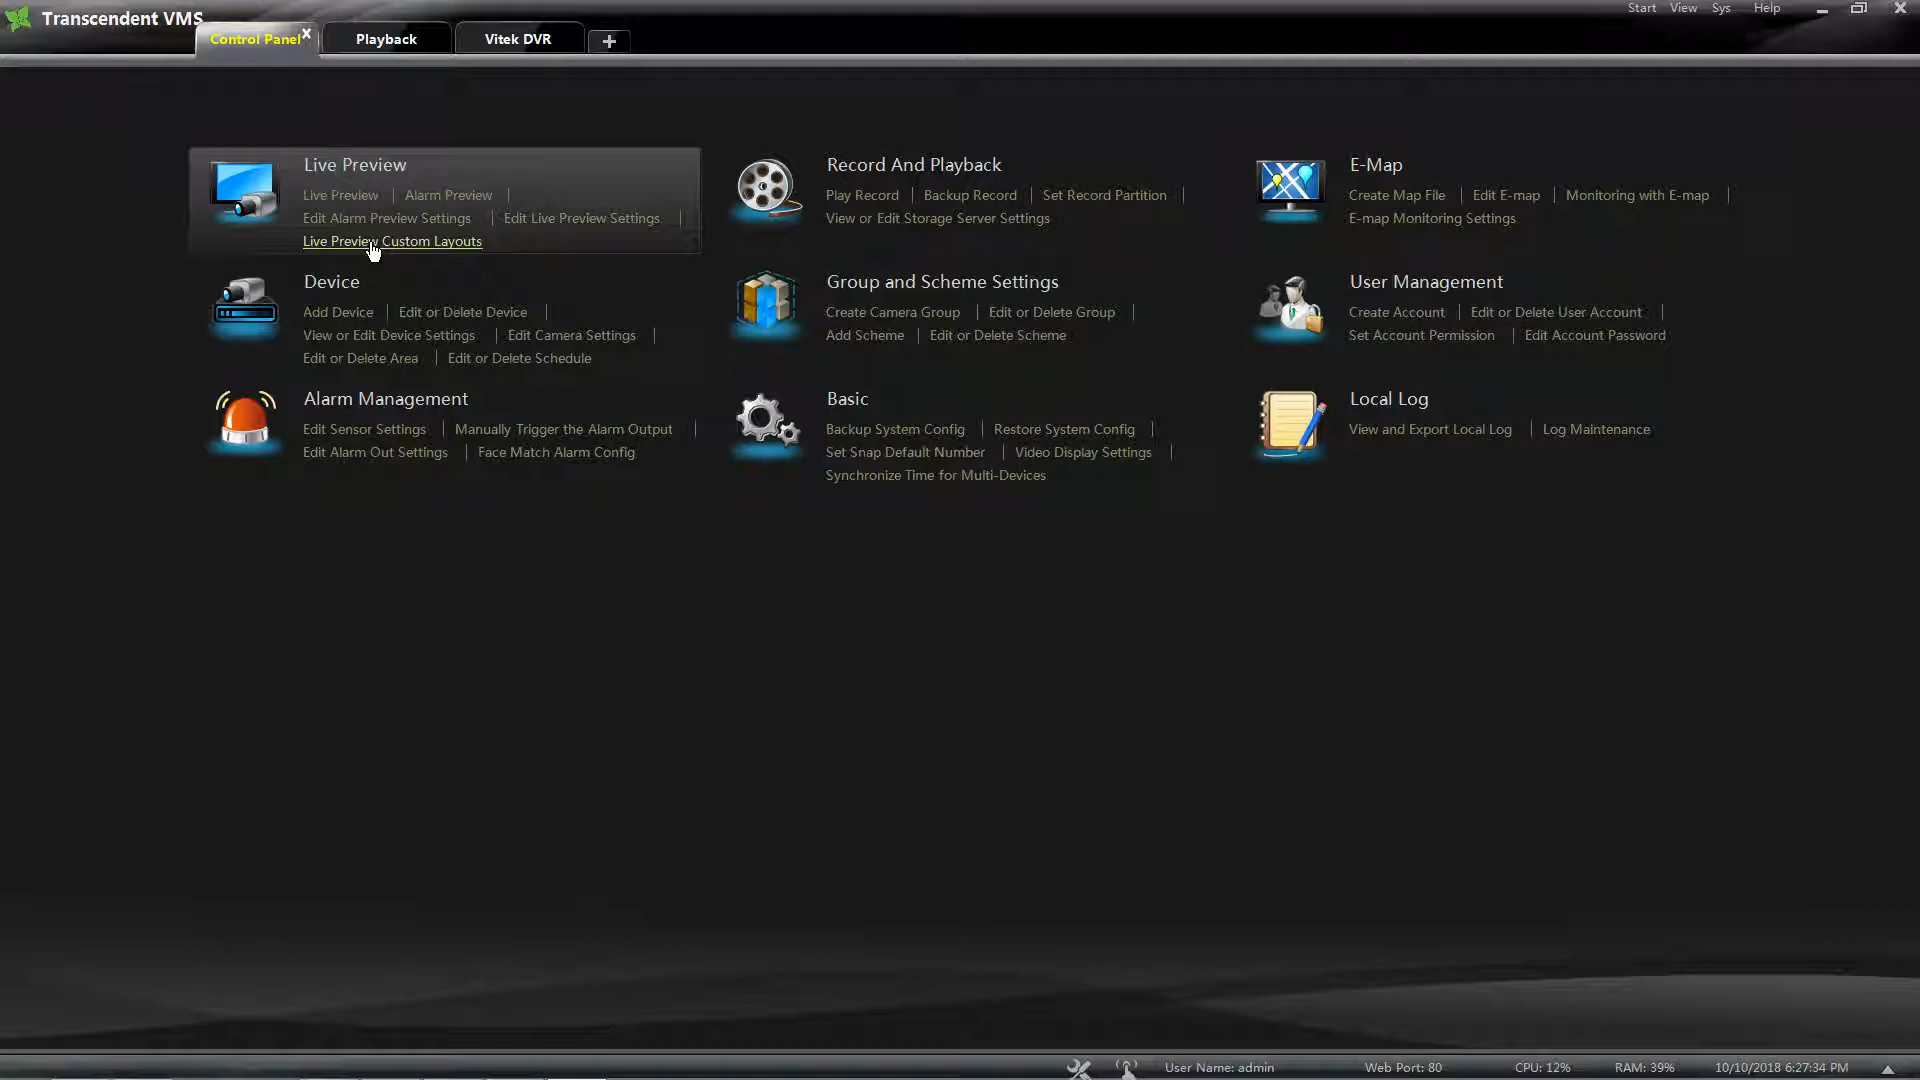 Transcendent VMS
Start View Sys Help
Control Panel
Playback
Vitek DVR
Live Preview
Live Preview | Alarm Preview |
Edit Alarm Preview Settings | Edit Live Preview Settings |
Live Preview Custom Layouts
Record And Playback
Play Record | Backup Record | Set Record Partition |
View or Edit Storage Server Settings
E-Map
Create Map File | Edit E-map | Monitoring with E-map |
E-map Monitoring Settings
Device
Add Device | Edit or Delete Device |
View or Edit Device Settings | Edit Camera Settings |
Edit or Delete Area | Edit or Delete Schedule
Group and Scheme Settings
Create Camera Group | Edit or Delete Group |
Add Scheme | Edit or Delete Scheme
User Management
Create Account | Edit or Delete User Account |
Set Account Permission | Edit Account Password
Alarm Management
Edit Sensor Settings | Manually Trigger the Alarm Output |
Edit Alarm Out Settings | Face Match Alarm Config
Basic
Backup System Config | Restore System Config |
Set Snap Default Number | Video Display Settings |
Synchronize Time for Multi-Devices
Local Log
View and Export Local Log | Log Maintenance
User Name: admin Web Port: 80 CPU: 12% RAM: 39% 10/10/2018 6:27:34 PM